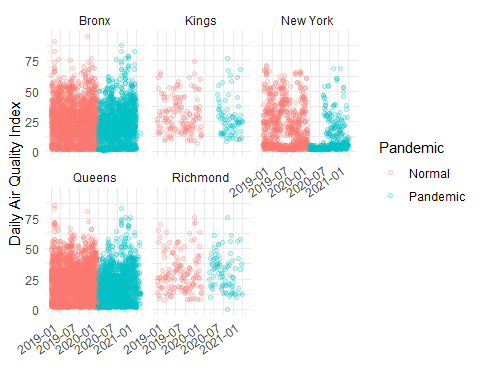 Bronx Kings New York
75
50
25
0
2019-01 2019-07 2020-01 2020-07 2021-01
Queens Richmond
75
50
25
0
2019-01 2019-07 2020-01 2020-07 2021-01 2019-01 2019-07 2020-01 2020-07 2021-01
Daily Air Quality Index
Pandemic
Normal
Pandemic